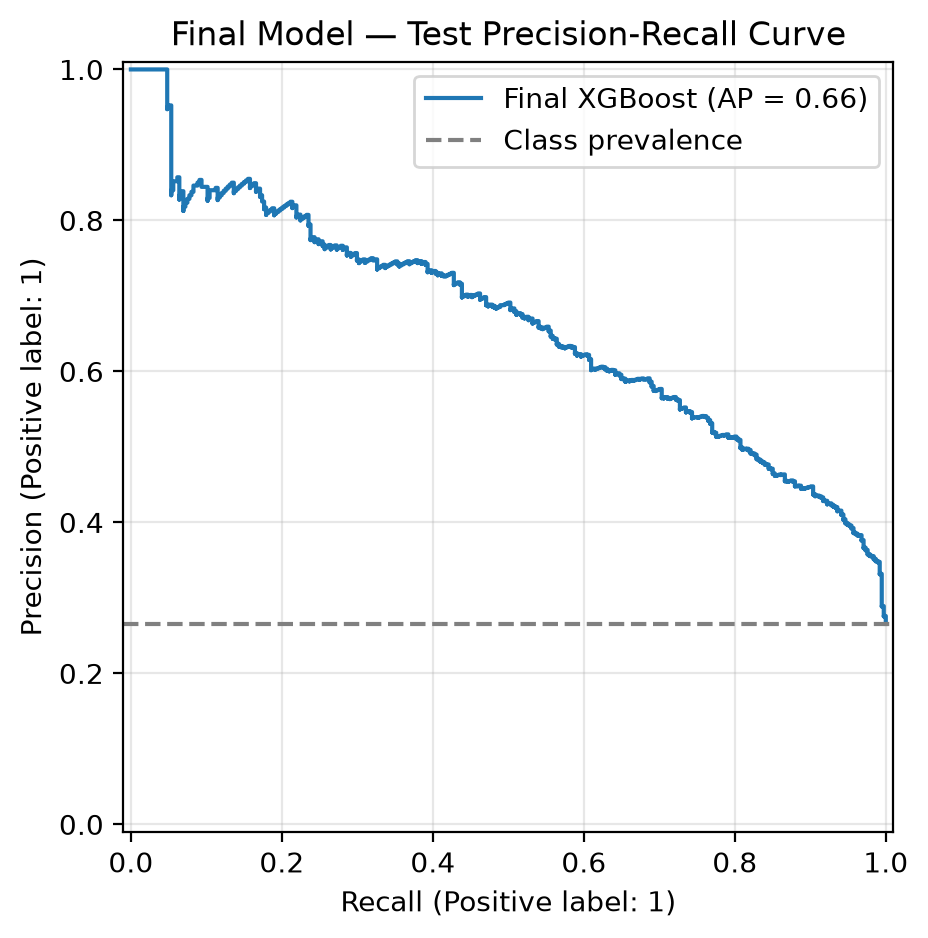 Final Model — Test Precision-Recall Curve
Final XGBoost (AP = 0.66)
Class prevalence
Precision (Positive label: 1)
1.0
0.8
0.6
0.4
0.2
0.0
0.0 0.2 0.4 0.6 0.8 1.0
Recall (Positive label: 1)